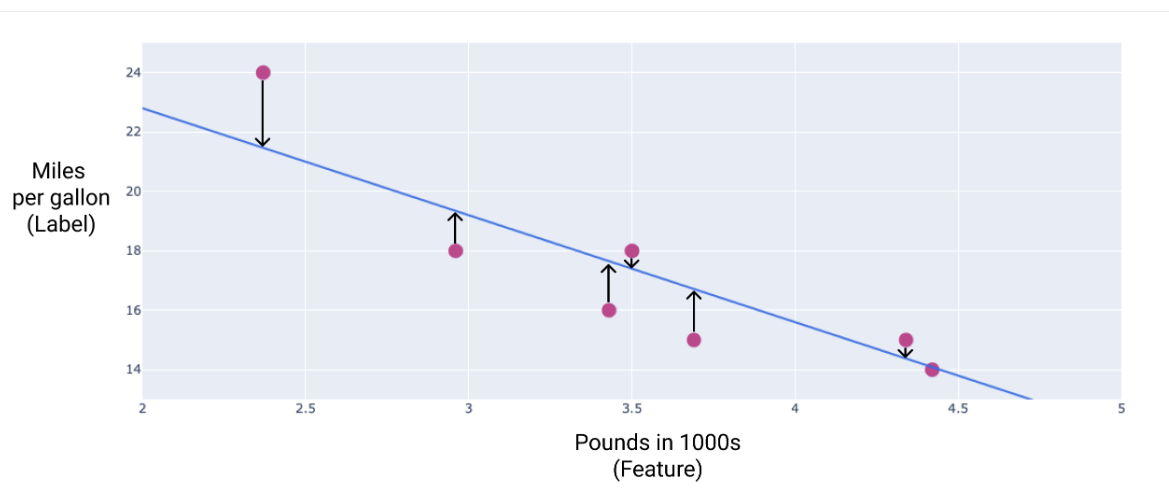 24
22
Miles
per gallon
(Label)
20
18
16
14
2 2.5 3 3.5 4 4.5 5
Pounds in 1000s
(Feature)